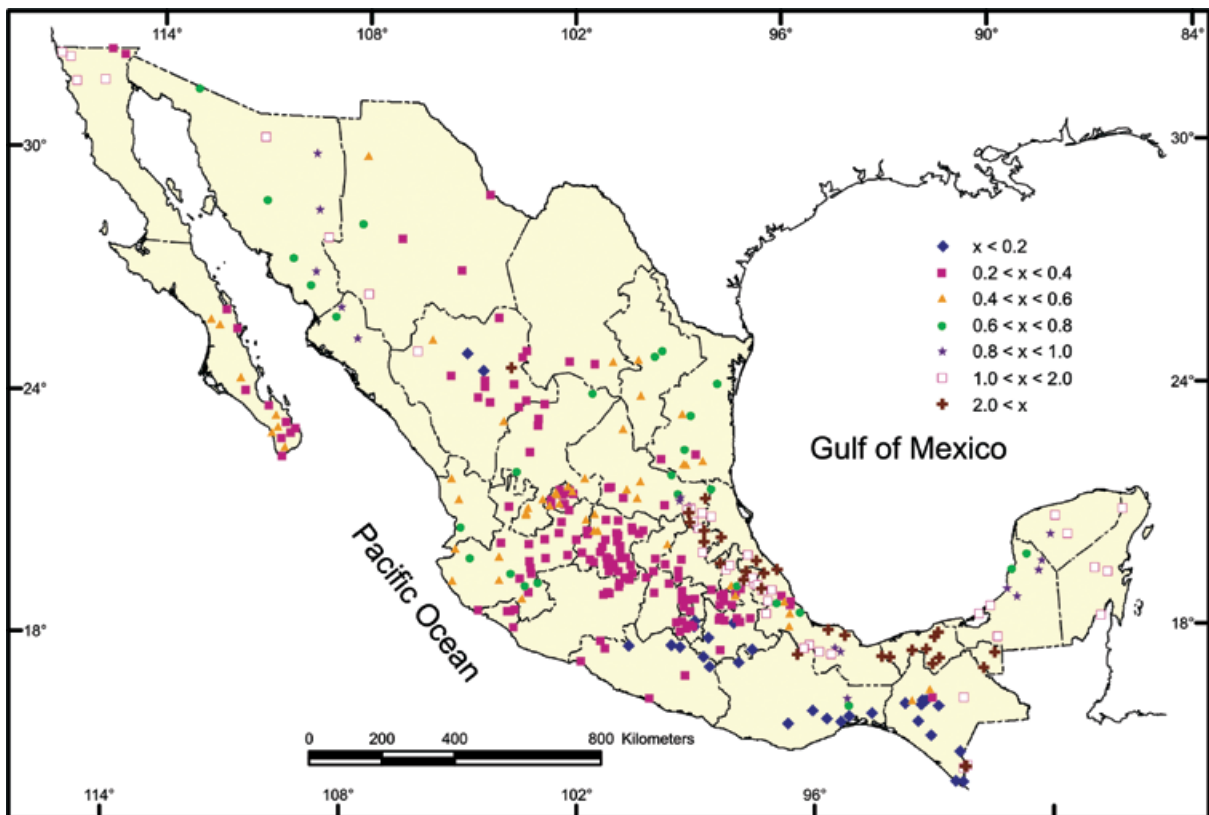 114° 108° 102° 96° 90° 84°
30° 30°
x < 0.2
0.2 < x < 0.4
0.4 < x < 0.6
0.6 < x < 0.8
0.8 < x < 1.0
1.0 < x < 2.0
2.0 < x
24° 24°
Gulf of Mexico
Pacific Ocean
18° 18°
0 200 400 800 Kilometers
114° 108° 102° 96°